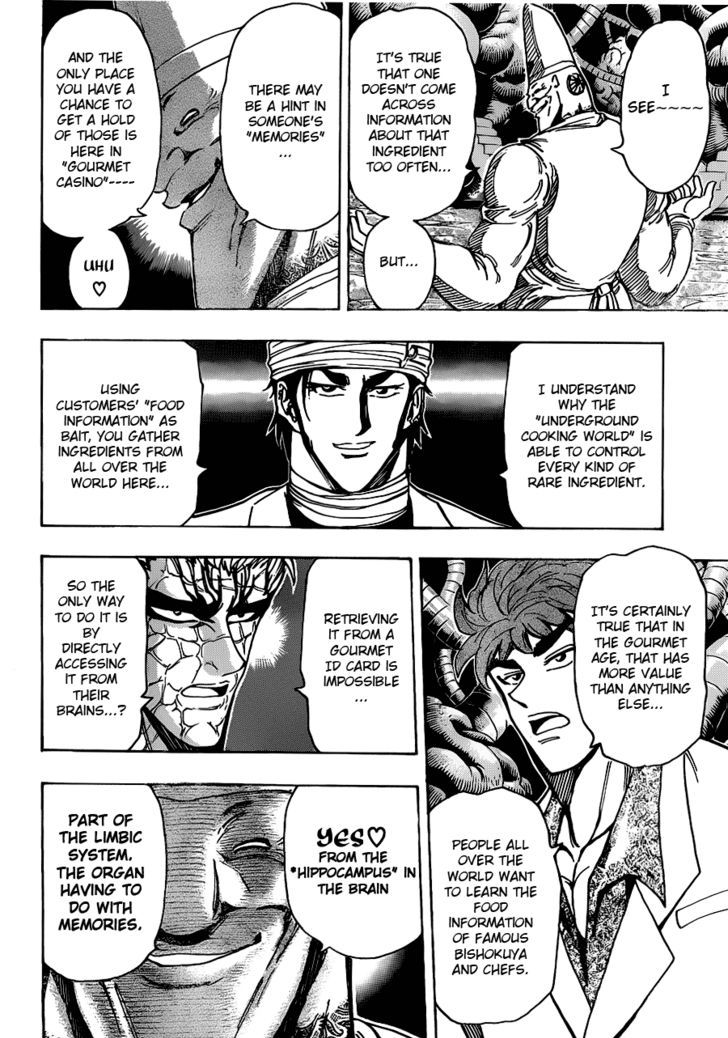 I
SEE~~~~
IT'S TRUE
THAT ONE
DOESN'T COME
ACROSS
INFORMATION
ABOUT THAT
INGREDIENT
TOO OFTEN...
BUT...
THERE MAY
BE A HINT IN
SOMEONE'S
"MEMORIES"
...
AND THE
ONLY PLACE
YOU HAVE A
CHANCE TO
GET A HOLD
OF THOSE IS
HERE IN
"GOURMET
CASINO"----
UHU
♡
I UNDERSTAND
WHY THE
"UNDERGROUND
COOKING WORLD" IS
ABLE TO CONTROL
EVERY KIND OF
RARE INGREDIENT.
USING
CUSTOMERS' "FOOD
INFORMATION" AS
BAIT, YOU GATHER
INGREDIENTS FROM
ALL OVER THE
WORLD HERE...
IT'S CERTAINLY
TRUE THAT IN
THE GOURMET
AGE, THAT HAS
MORE VALUE
THAN ANYTHING
ELSE...
PEOPLE ALL
OVER THE
WORLD WANT
TO LEARN THE
FOOD
INFORMATION
OF FAMOUS
BISHOKUYA
AND CHEFS.
RETRIEVING
IT FROM A
GOURMET
ID CARD IS
IMPOSSIBLE
...
SO THE
ONLY WAY
TO DO IT IS
BY
DIRECTLY
ACCESSING
IT FROM
THEIR
BRAINS...?
YES♡
FROM THE
"HIPPOCAMPUS" IN
THE BRAIN
PART OF
THE LIMBIC
SYSTEM.
THE ORGAN
HAVING TO
DO WITH
MEMORIES.